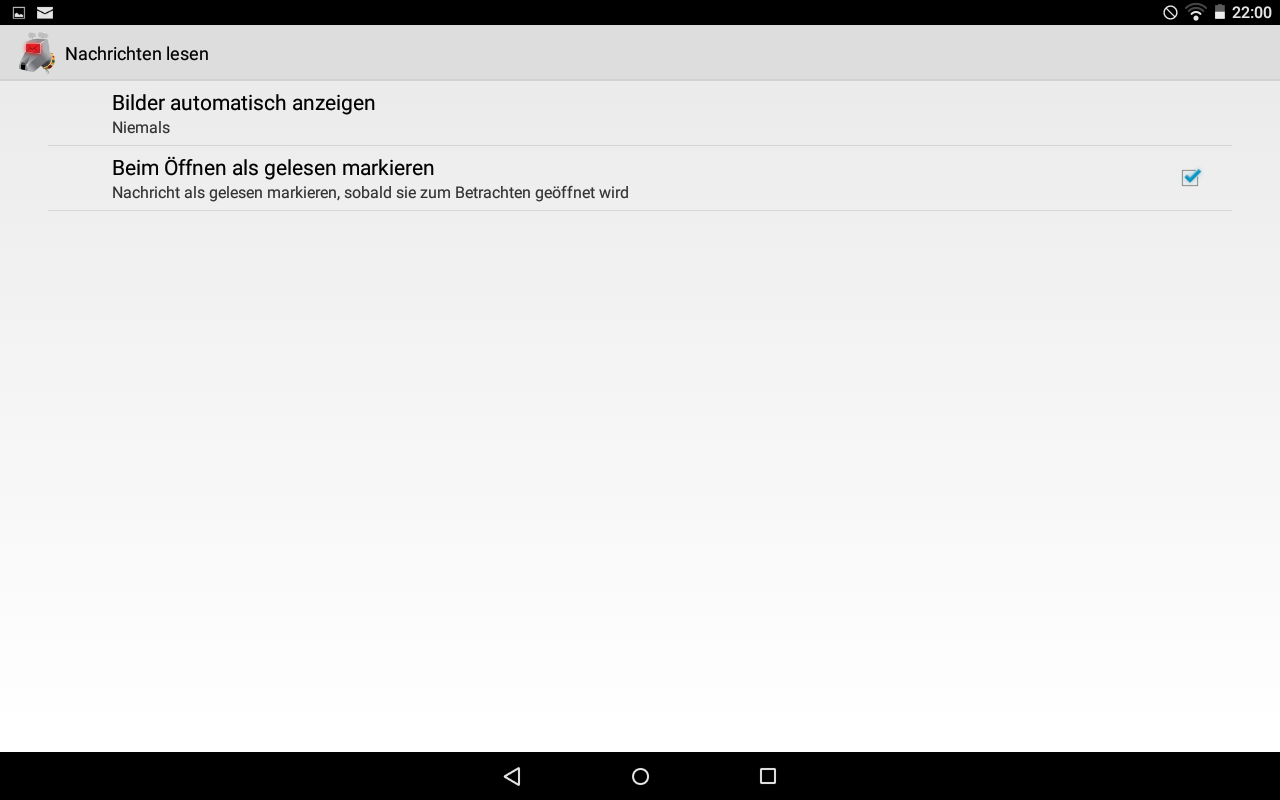 22:00
Nachrichten lesen
Bilder automatisch anzeigen
Niemals
Beim Öffnen als gelesen markieren
Nachricht als gelesen markieren, sobald sie zum Betrachten geöffnet wird